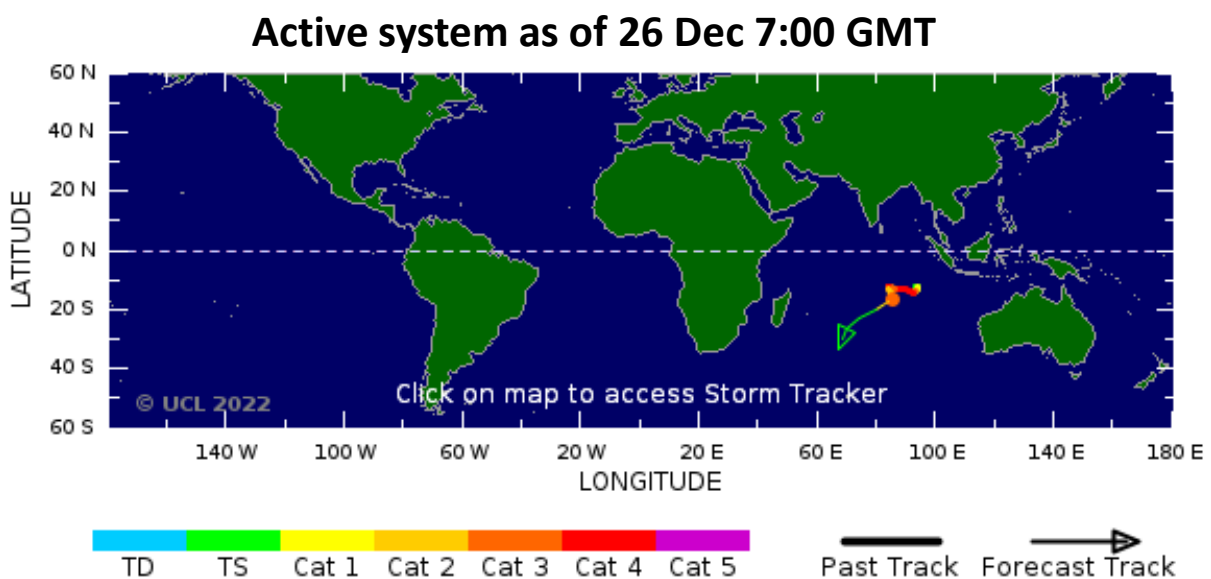 Active system as of 26 Dec 7:00 GMT
60 N
40 N
20 N
0 N
20 S
40 S
60 S
LATITUDE
Click on map to access Storm Tracker
© UCL 2022
140 W 100 W 60 W 20 W 20 E 60 E 100 E 140 E 180 E
LONGITUDE
TD TS Cat 1 Cat 2 Cat 3 Cat 4 Cat 5 Past Track Forecast Track